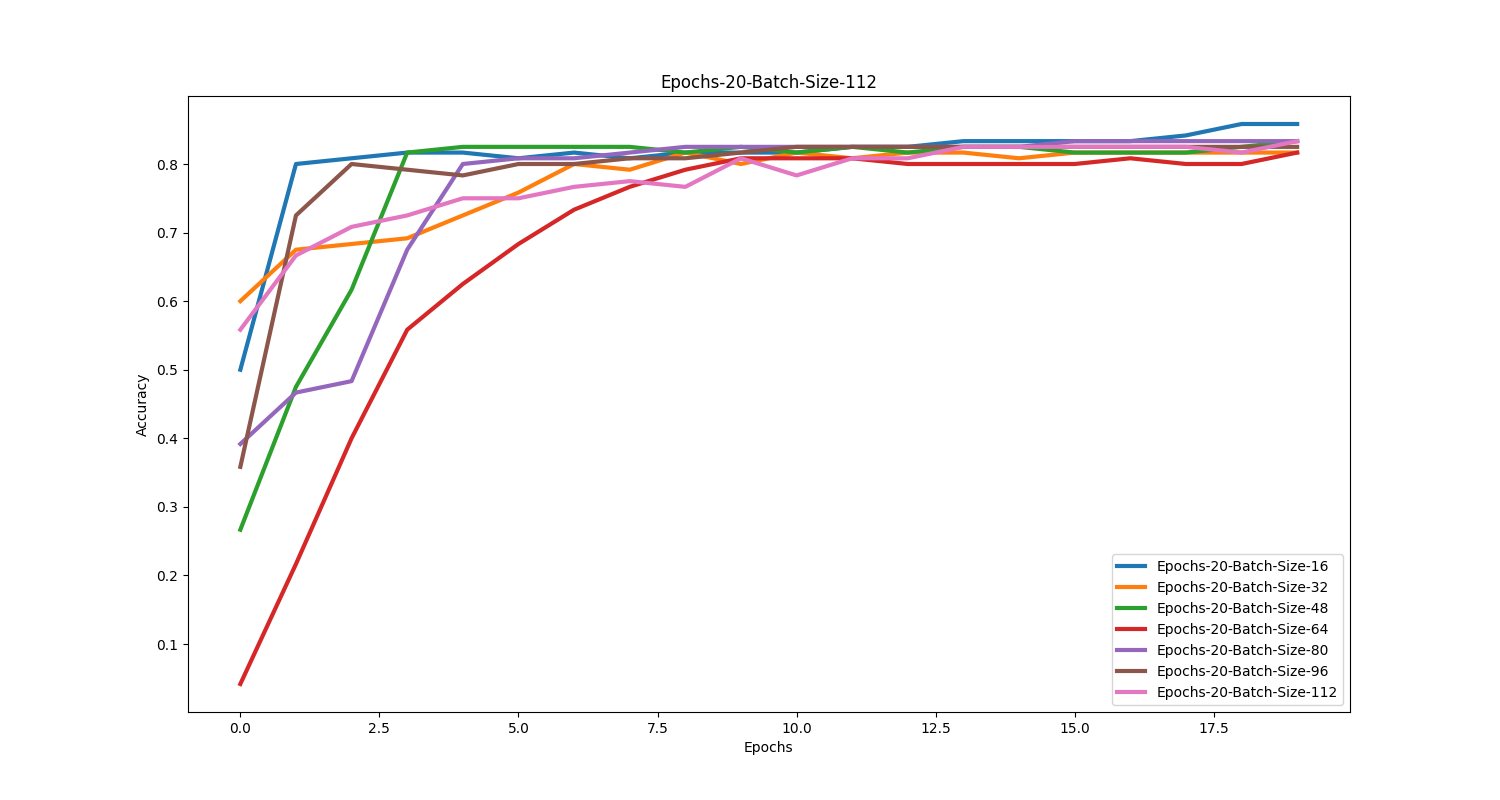 Epochs-20-Batch-Size-112
Accuracy
0.8
0.7
0.6
0.5
0.4
0.3
0.2
0.1
0.0 2.5 5.0 7.5 10.0 12.5 15.0 17.5
Epochs
Epochs-20-Batch-Size-16
Epochs-20-Batch-Size-32
Epochs-20-Batch-Size-48
Epochs-20-Batch-Size-64
Epochs-20-Batch-Size-80
Epochs-20-Batch-Size-96
Epochs-20-Batch-Size-112